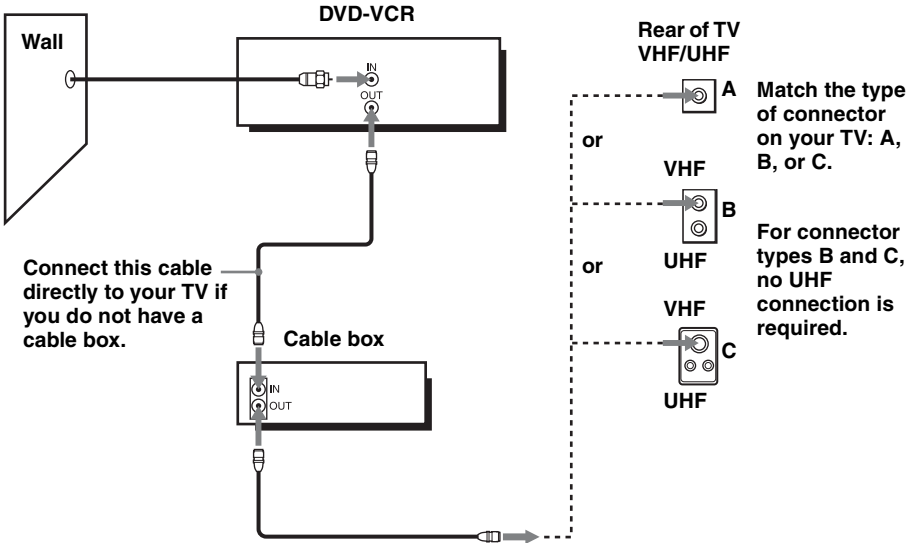 DVD-VCR
Wall
IN
OUT
Rear of TV
VHF/UHF
A
Match the type
of connector
on your TV: A,
B, or C.
or
VHF
B
UHF
For connector
types B and C,
no UHF
connection is
required.
or
VHF
C
UHF
Connect this cable
directly to your TV if
you do not have a
cable box.
Cable box
IN
OUT